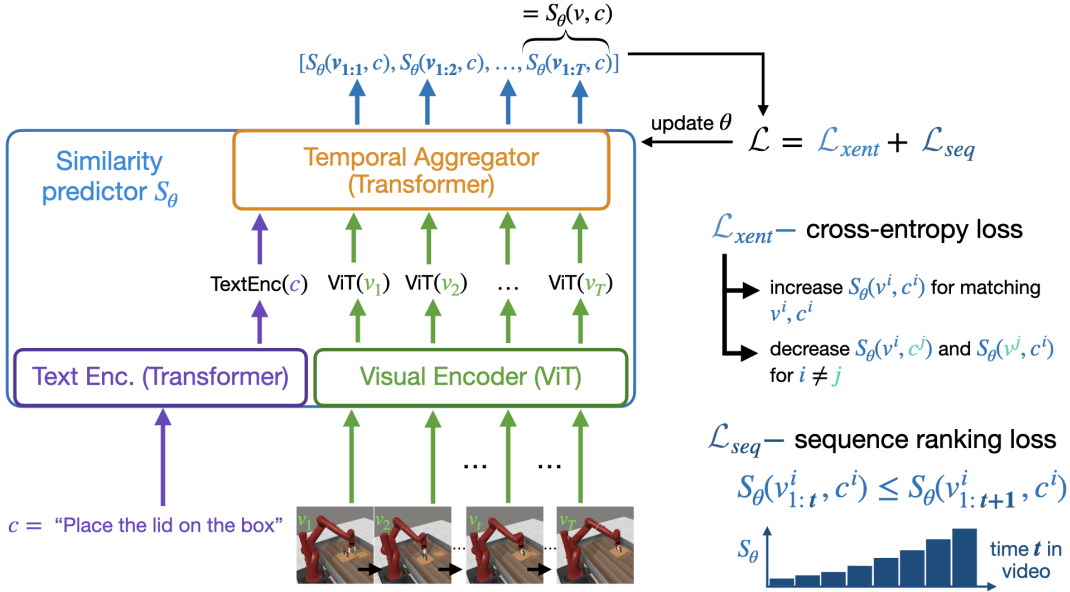 = Sθ(v, c)
[Sθ(v1:1, c), Sθ(v1:2, c), …, Sθ(v1:T, c)]
update θ
ℒ = ℒxent + ℒseq
Similarity
predictor Sθ
Temporal Aggregator
(Transformer)
TextEnc(c) ViT(v1) ViT(v2) … ViT(vT)
Text Enc. (Transformer)
Visual Encoder (ViT)
... ...
c = “Place the lid on the box”
v1 v2 ... vt ... vT
ℒxent– cross-entropy loss
increase Sθ(vⁱ, cⁱ) for matching
vⁱ, cⁱ
decrease Sθ(vⁱ, cʲ) and Sθ(vʲ, cⁱ)
for i ≠ j
ℒseq– sequence ranking loss
Sθ(vⁱ1:t, cⁱ) ≤ Sθ(vⁱ1:t+1, cⁱ)
Sθ
time t in
video